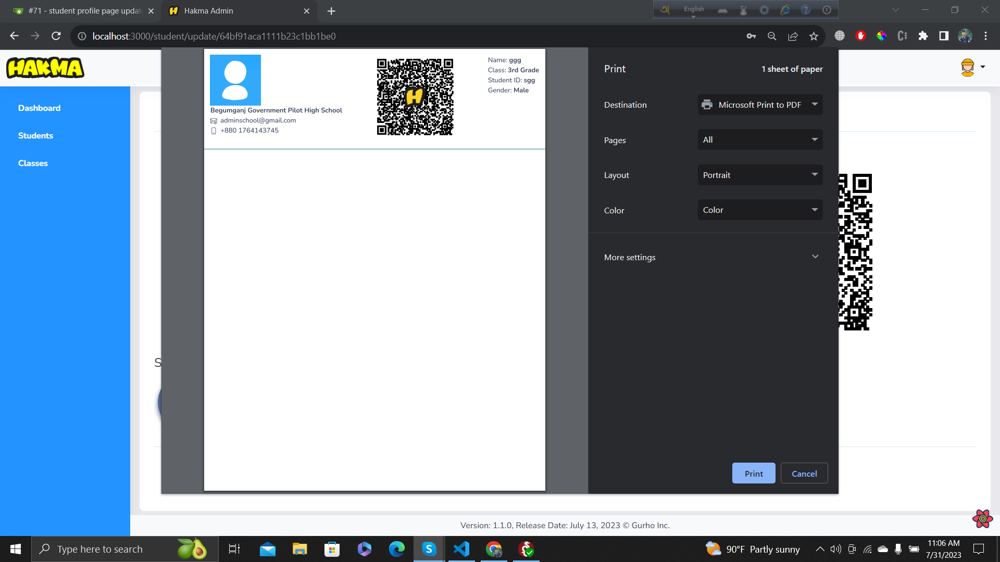 #71 - student profile page updat
Hakma Admin
English
localhost:3000/student/update/64bf91aca1111b23c1bb1be0
HAKMA
Dashboard
Students
Classes
S
H
Begumganj Government Pilot High School
adminschool@gmail.com
+880 1764143745
Name: ggg
Class: 3rd Grade
Student ID: sgg
Gender: Male
Print
1 sheet of paper
Destination
Microsoft Print to PDF
Pages
All
Layout
Portrait
Color
Color
More settings
Print
Cancel
Version: 1.1.0, Release Date: July 13, 2023 © Gurho Inc.
Type here to search
90°F Partly sunny
11:06 AM
7/31/2023